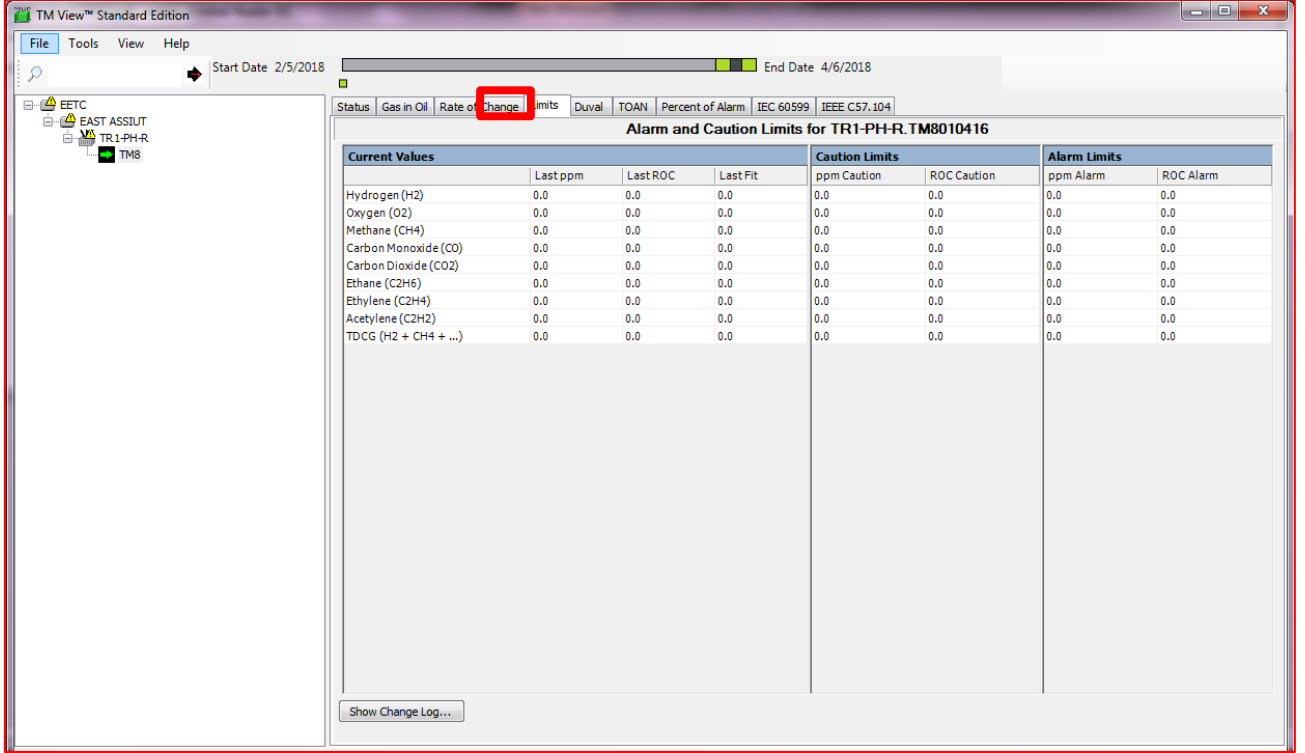 TM View™ Standard Edition
File Tools View Help
Start Date 2/5/2018 End Date 4/6/2018
EETC
EAST ASSIUT
TR1-PH-R
TM8
Status Gas in Oil Rate of Change Limits Duval TOAN Percent of Alarm IEC 60599 IEEE C57.104
Alarm and Caution Limits for TR1-PH-R.TM8010416
Current Values Caution Limits Alarm Limits
Last ppm Last ROC Last Fit ppm Caution ROC Caution ppm Alarm ROC Alarm
Hydrogen (H2) 0.0 0.0 0.0 0.0 0.0 0.0 0.0
Oxygen (O2) 0.0 0.0 0.0 0.0 0.0 0.0 0.0
Methane (CH4) 0.0 0.0 0.0 0.0 0.0 0.0 0.0
Carbon Monoxide (CO) 0.0 0.0 0.0 0.0 0.0 0.0 0.0
Carbon Dioxide (CO2) 0.0 0.0 0.0 0.0 0.0 0.0 0.0
Ethane (C2H6) 0.0 0.0 0.0 0.0 0.0 0.0 0.0
Ethylene (C2H4) 0.0 0.0 0.0 0.0 0.0 0.0 0.0
Acetylene (C2H2) 0.0 0.0 0.0 0.0 0.0 0.0 0.0
TDCG (H2 + CH4 + ...) 0.0 0.0 0.0 0.0 0.0 0.0 0.0
Show Change Log...